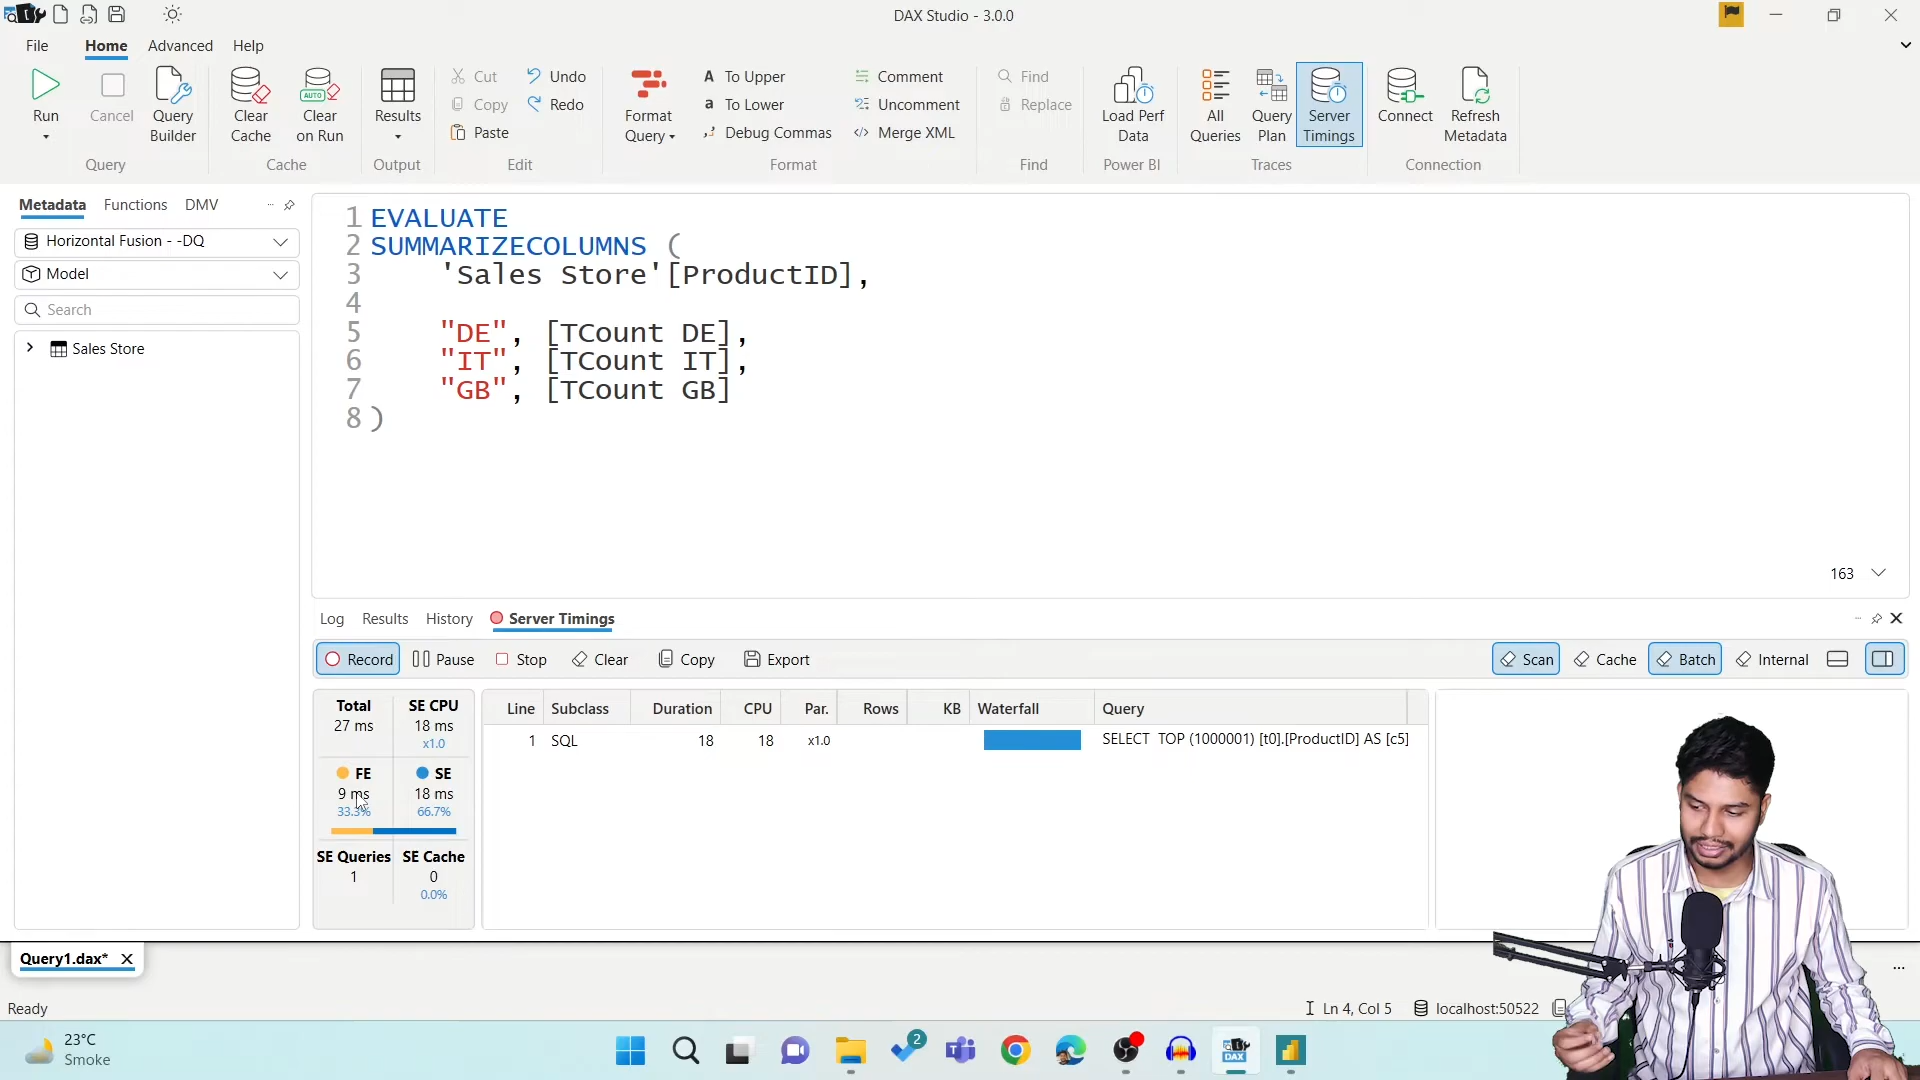 DAX Studio - 3.0.0
File Home Advanced Help
Run
Cancel
Query Builder
Query
Clear Cache
AUTO
Clear on Run
Cache
Results
Output
Cut
Copy
Paste
Undo
Redo
Edit
Format Query
A To Upper
a To Lower
Debug Commas
Comment
Uncomment
Merge XML
Format
Find
Replace
Find
Load Perf Data
Power BI
All Queries
Query Plan
Server Timings
Traces
Connect
Refresh Metadata
Connection
Metadata Functions DMV
Horizontal Fusion - -DQ
Model
Search
Sales Store
1 EVALUATE
2 SUMMARIZECOLUMNS (
3 'Sales Store'[ProductID],
4
5 "DE", [TCount DE],
6 "IT", [TCount IT],
7 "GB", [TCount GB]
8 )
163
Log Results History Server Timings
Record Pause Stop Clear Copy Export
Scan Cache Batch Internal
Total SE CPU
27 ms 18 ms
x1.0
FE SE
9 ms 18 ms
33.3% 66.7%
SE Queries SE Cache
1 0
0.0%
Line Subclass Duration CPU Par. Rows KB Waterfall Query
1 SQL 18 18 x1.0 SELECT TOP (1000001) [t0].[ProductID] AS [c5]
Query1.dax*
Ready
Ln 4, Col 5
localhost:50522
23°C
Smoke
2
DAX